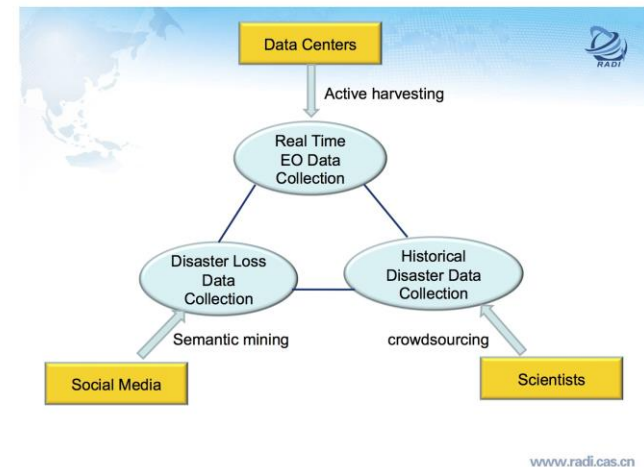 Data Centers
RADI
Active harvesting
Real Time
EO Data
Collection
Disaster Loss
Data
Collection
Historical
Disaster Data
Collection
Semantic mining
crowdsourcing
Social Media
Scientists
www.radi.cas.cn